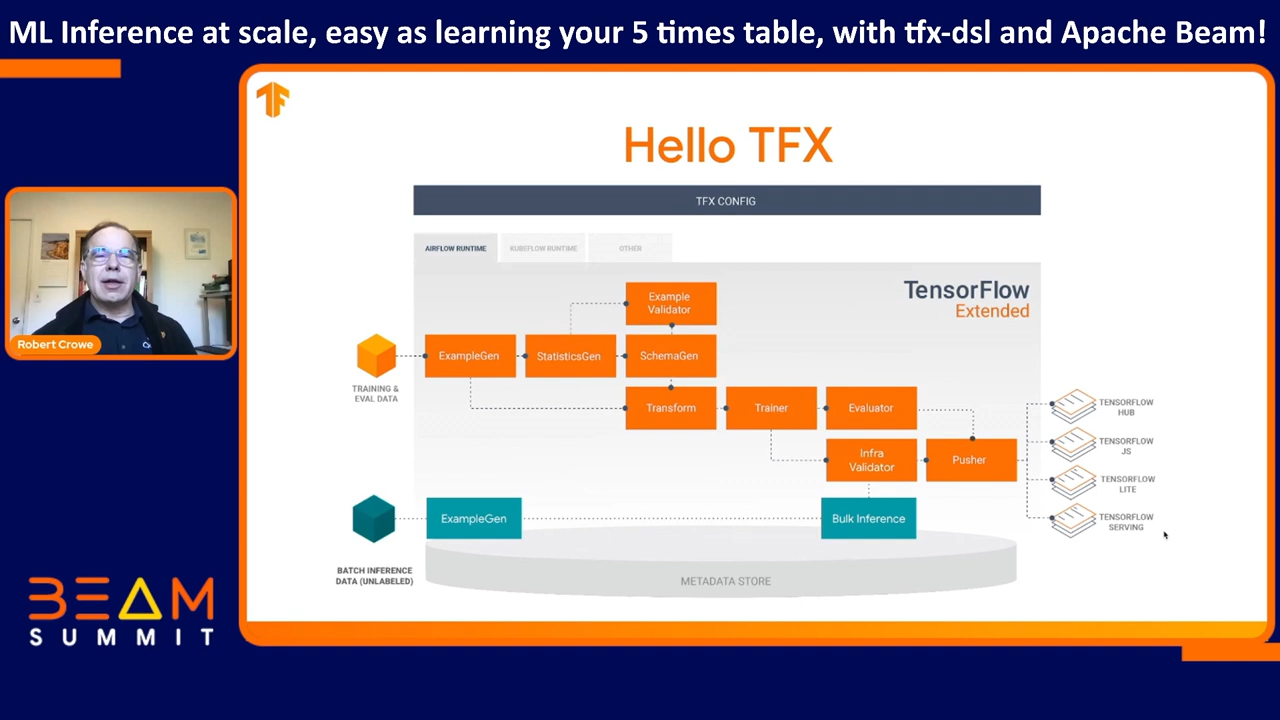 ML Inference at scale, easy as learning your 5 times table, with tfx-dsl and Apache Beam!
Hello TFX
TFX CONFIG
AIRFLOW RUNTIME
KUBEFLOW RUNTIME
OTHER
TensorFlow
Extended
Example
Validator
ExampleGen
StatisticsGen
SchemaGen
TRAINING &
EVAL DATA
Transform
Trainer
Evaluator
Infra
Validator
Pusher
TENSORFLOW
HUB
TENSORFLOW
JS
TENSORFLOW
LITE
TENSORFLOW
SERVING
ExampleGen
Bulk Inference
BATCH INFERENCE
DATA (UNLABELED)
METADATA STORE
Robert Crowe
BEAM
SUMMIT